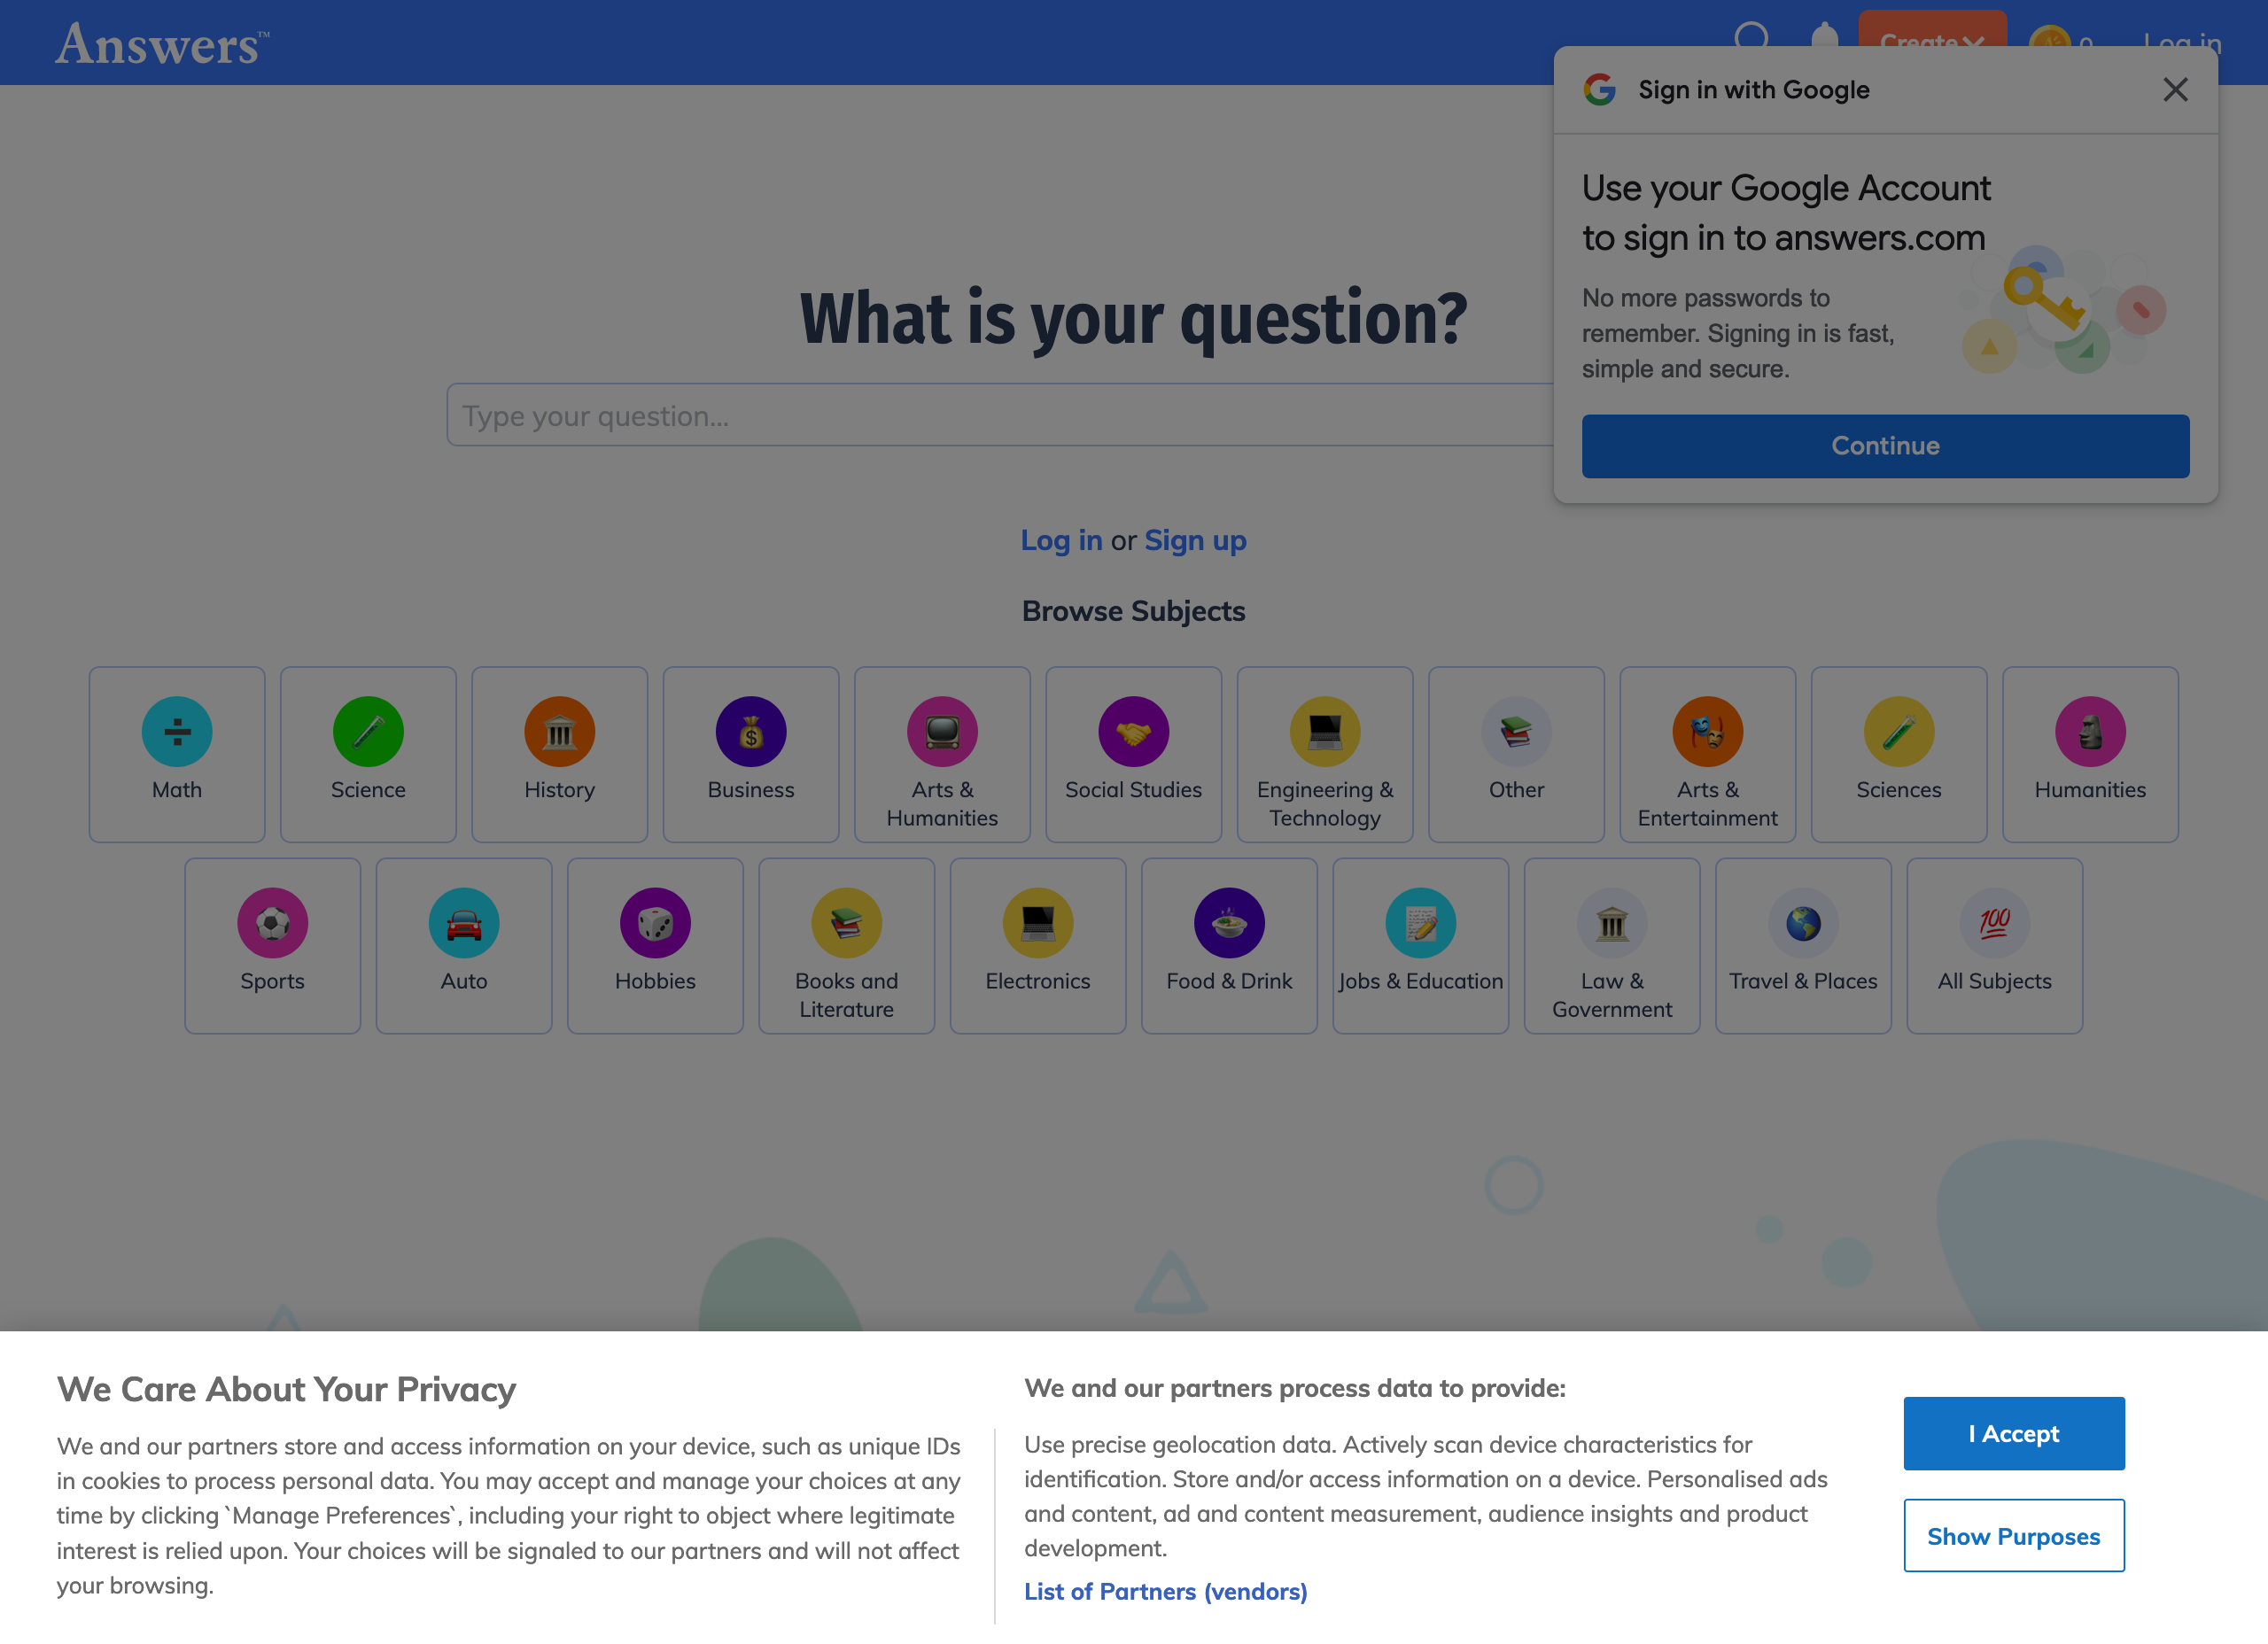 Answers™
Create
0
Log in
Sign in with Google
Use your Google Account
to sign in to answers.com
No more passwords to
remember. Signing in is fast,
simple and secure.
Continue
What is your question?
Type your question...
Log in or Sign up
Browse Subjects
Math
Science
History
Business
Arts &
Humanities
Social Studies
Engineering &
Technology
Other
Arts &
Entertainment
Sciences
Humanities
Sports
Auto
Hobbies
Books and
Literature
Electronics
Food & Drink
Jobs & Education
Law &
Government
Travel & Places
100
All Subjects
We Care About Your Privacy
We and our partners store and access information on your device, such as unique IDs
in cookies to process personal data. You may accept and manage your choices at any
time by clicking `Manage Preferences`, including your right to object where legitimate
interest is relied upon. Your choices will be signaled to our partners and will not affect
your browsing.
We and our partners process data to provide:
Use precise geolocation data. Actively scan device characteristics for
identification. Store and/or access information on a device. Personalised ads
and content, ad and content measurement, audience insights and product
development.
List of Partners (vendors)
I Accept
Show Purposes